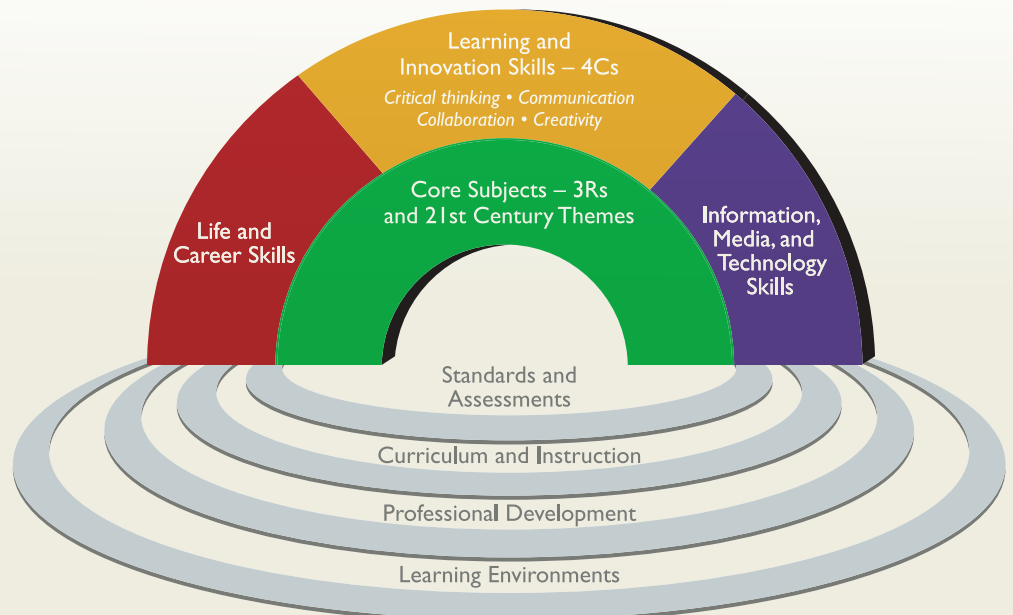 Learning and
Innovation Skills – 4Cs
Critical thinking • Communication
Collaboration • Creativity
Core Subjects – 3Rs
and 21st Century Themes
Life and
Career Skills
Information,
Media, and
Technology
Skills
Standards and
Assessments
Curriculum and Instruction
Professional Development
Learning Environments